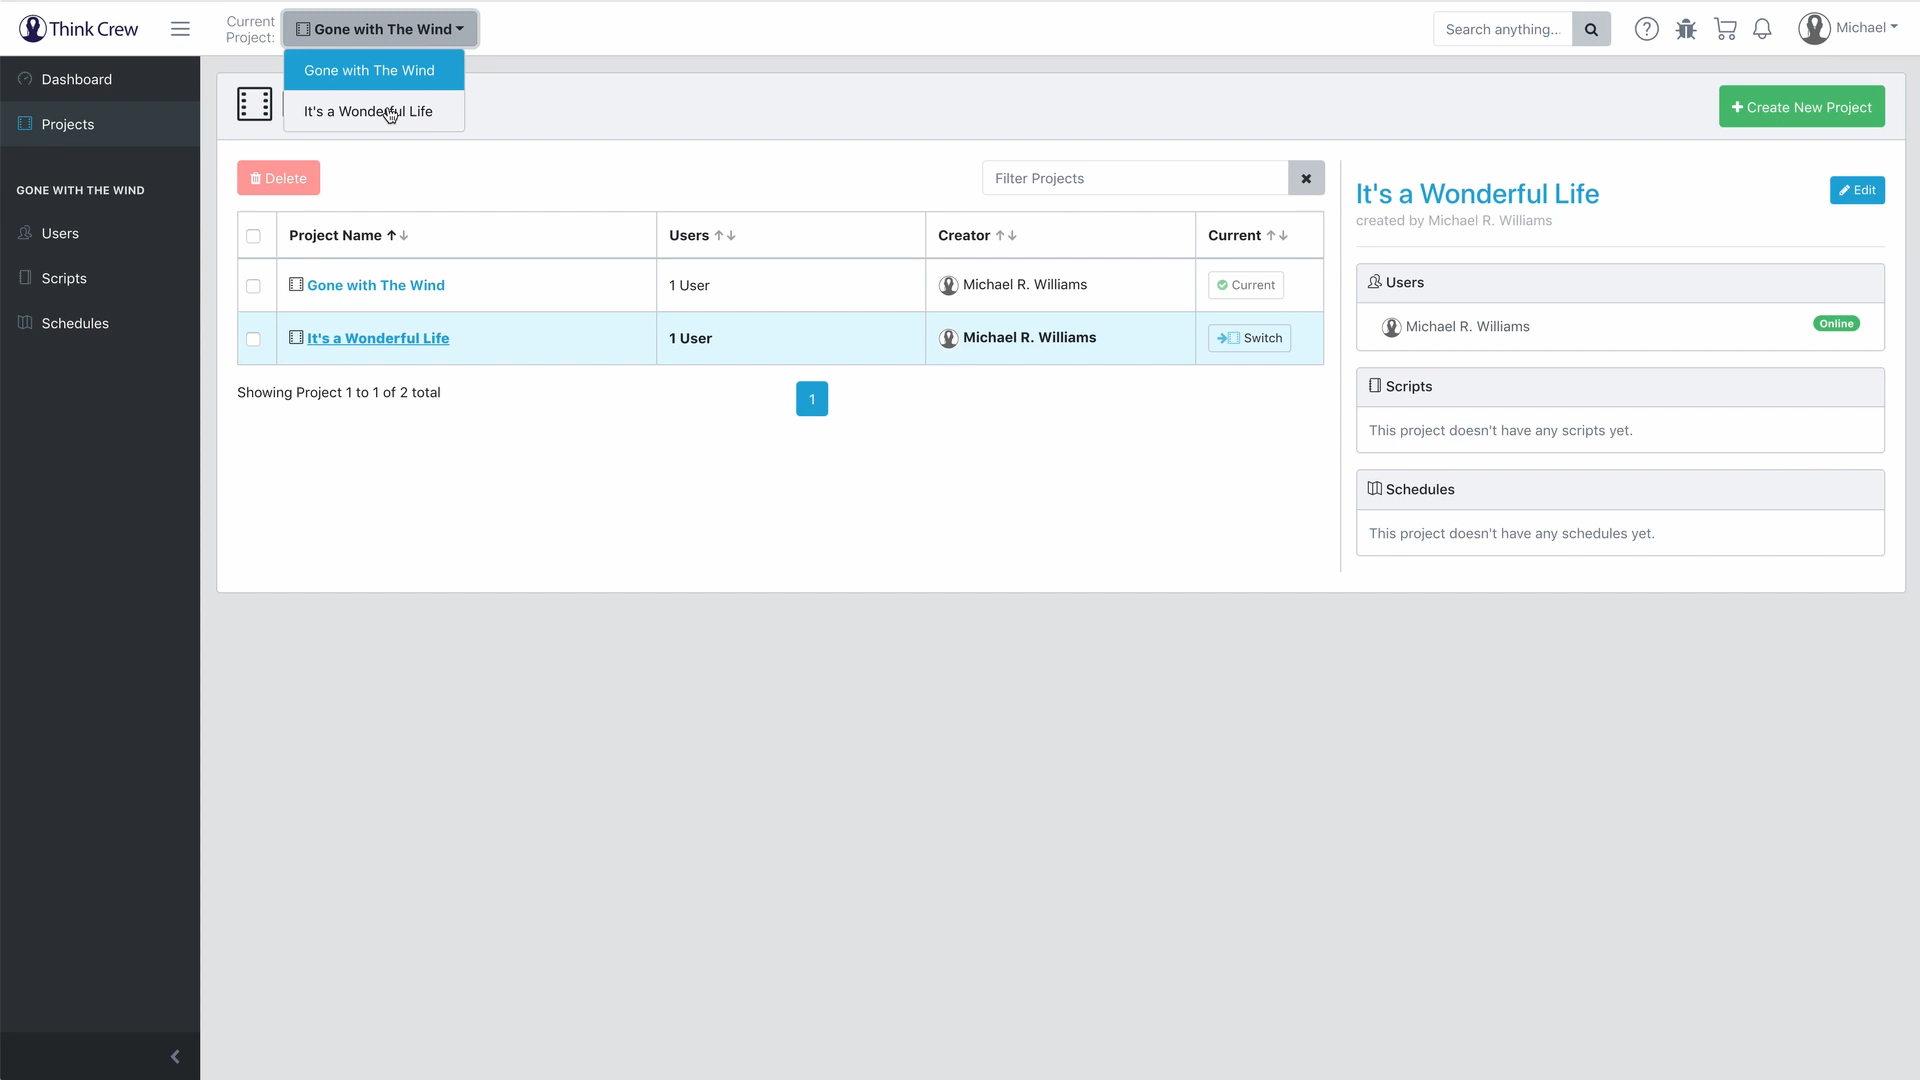 Think Crew
Current
Project:
Gone with The Wind
Search anything...
Michael
Gone with The Wind
It's a Wonderful Life
Dashboard
Projects
GONE WITH THE WIND
Users
Scripts
Schedules
+ Create New Project
Delete
Filter Projects
Project Name
Users
Creator
Current
Gone with The Wind
1 User
Michael R. Williams
Current
It's a Wonderful Life
1 User
Michael R. Williams
Switch
Showing Project 1 to 1 of 2 total
1
It's a Wonderful Life
Edit
created by Michael R. Williams
Users
Michael R. Williams
Online
Scripts
This project doesn't have any scripts yet.
Schedules
This project doesn't have any schedules yet.